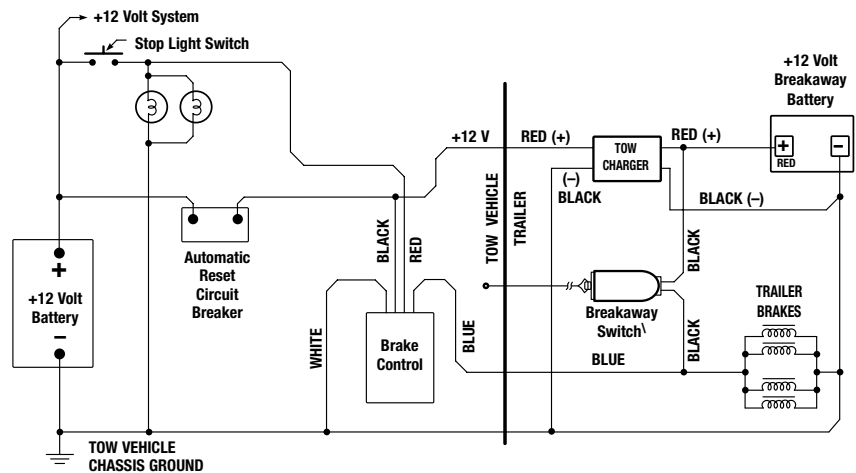 +12 Volt System
Stop Light Switch
+12 Volt
Breakaway
Battery
+12 V
RED (+)
TOW
CHARGER
RED (+)
+
−
RED
(−)
BLACK
BLACK (−)
TOW VEHICLE
TRAILER
BLACK
RED
Automatic
Reset
Circuit
Breaker
+
+12 Volt
Battery
−
BLACK
Breakaway
Switch\
TRAILER
BRAKES
WHITE
Brake
Control
BLUE
BLUE
BLACK
TOW VEHICLE
CHASSIS GROUND